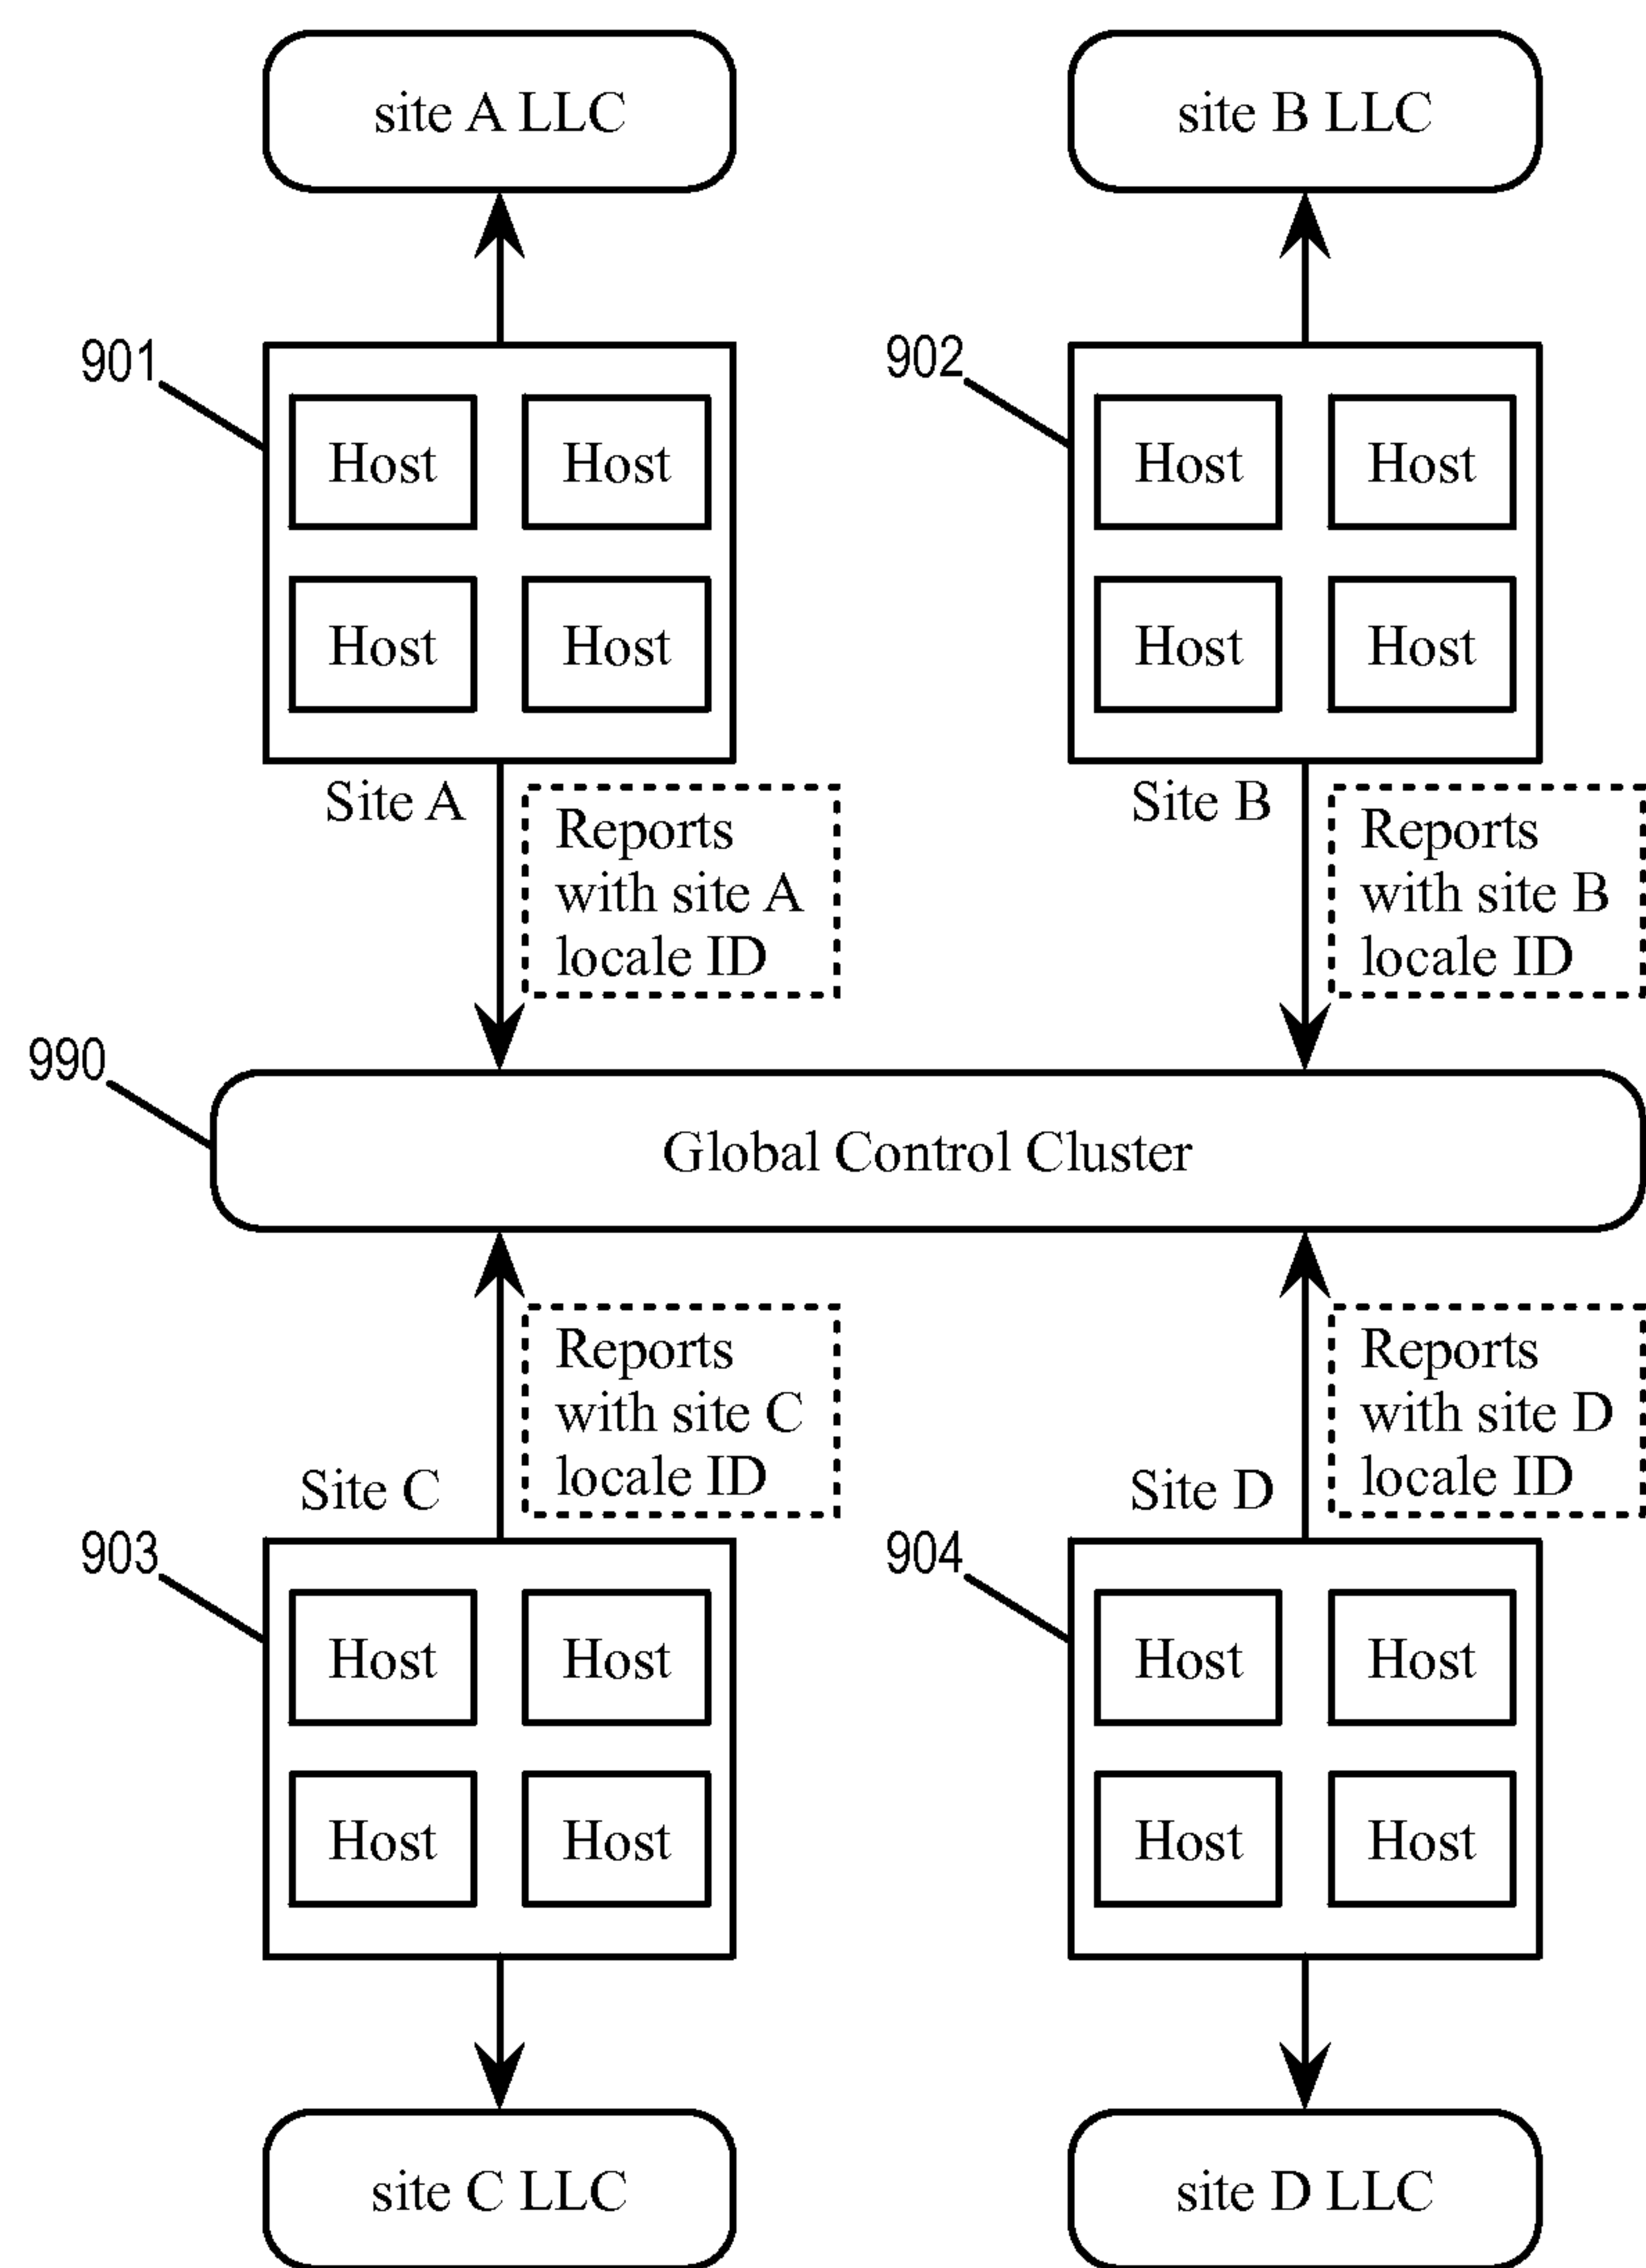 site A LLC
site B LLC
901
902
Host Host
Host Host
Host Host
Host Host
Site A
Reports
with site A
locale ID
Site B
Reports
with site B
locale ID
990
Global Control Cluster
Reports
with site C
locale ID
Site C
Reports
with site D
locale ID
Site D
903
904
Host Host
Host Host
Host Host
Host Host
site C LLC
site D LLC